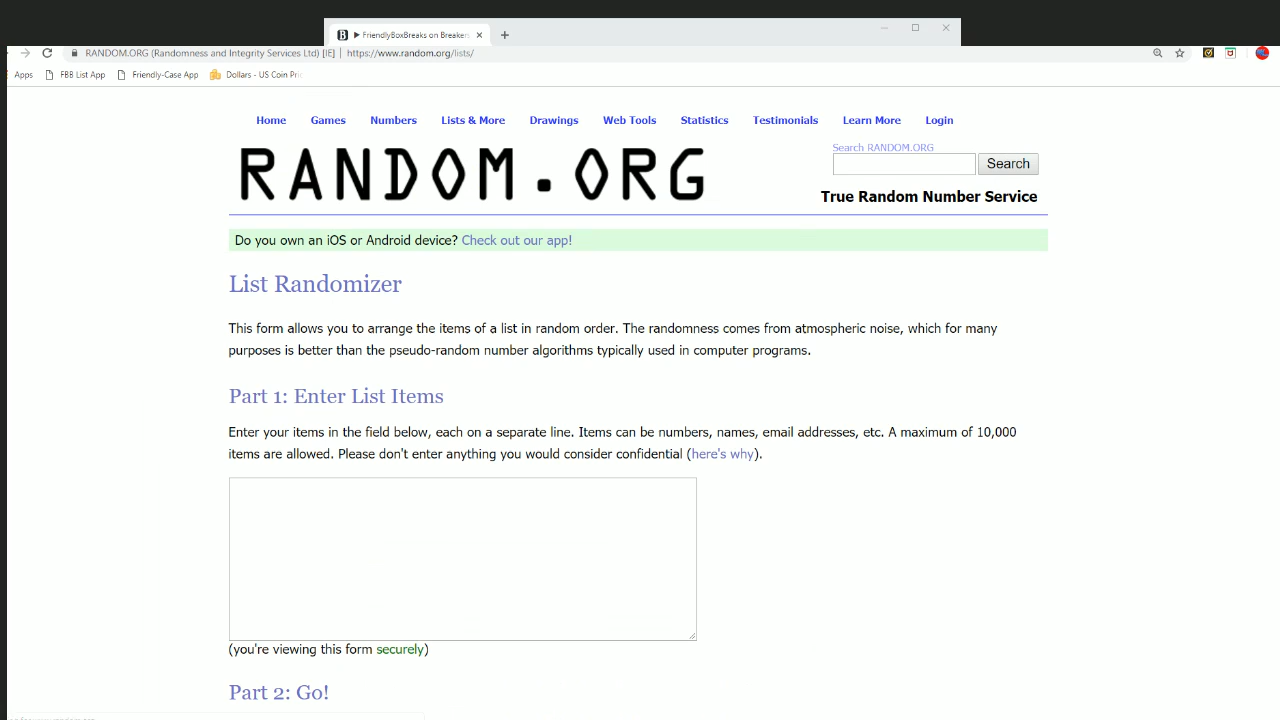 FriendlyBoxBreaks on Breaker
RANDOM.ORG (Randomness and Integrity Services Ltd) [IE] | https://www.random.org/lists/
Apps FBB List App Friendly-Case App Dollars - US Coin Pri
Home Games Numbers Lists & More Drawings Web Tools Statistics Testimonials Learn More Login
RANDOM.ORG
Search RANDOM.ORG
Search
True Random Number Service
Do you own an iOS or Android device? Check out our app!
List Randomizer
This form allows you to arrange the items of a list in random order. The randomness comes from atmospheric noise, which for many
purposes is better than the pseudo-random number algorithms typically used in computer programs.
Part 1: Enter List Items
Enter your items in the field below, each on a separate line. Items can be numbers, names, email addresses, etc. A maximum of 10,000
items are allowed. Please don't enter anything you would consider confidential (here's why).
(you're viewing this form securely)
Part 2: Go!